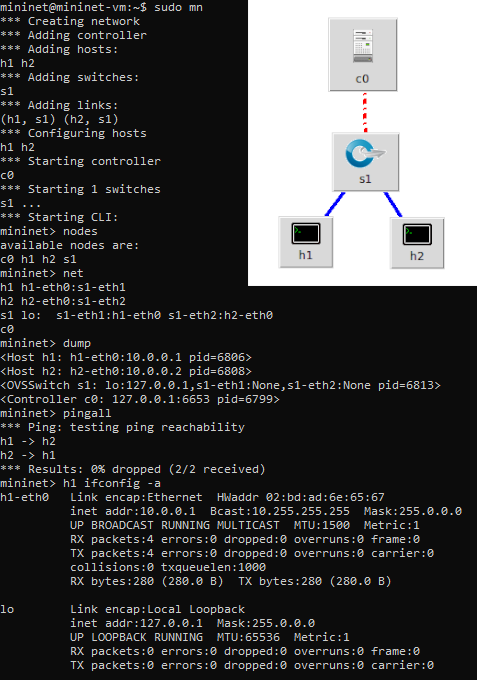 mininet@mininet-vm:~$ sudo mn
*** Creating network
*** Adding controller
*** Adding hosts:
h1 h2
*** Adding switches:
s1
*** Adding links:
(h1, s1) (h2, s1)
*** Configuring hosts
h1 h2
*** Starting controller
c0
*** Starting 1 switches
s1 ...
*** Starting CLI:
mininet> nodes
available nodes are:
c0 h1 h2 s1
mininet> net
h1 h1-eth0:s1-eth1
h2 h2-eth0:s1-eth2
s1 lo:  s1-eth1:h1-eth0 s1-eth2:h2-eth0
c0
mininet> dump
<Host h1: h1-eth0:10.0.0.1 pid=6806>
<Host h2: h2-eth0:10.0.0.2 pid=6808>
<OVSSwitch s1: lo:127.0.0.1,s1-eth1:None,s1-eth2:None pid=6813>
<Controller c0: 127.0.0.1:6653 pid=6799>
mininet> pingall
*** Ping: testing ping reachability
h1 -> h2
h2 -> h1
*** Results: 0% dropped (2/2 received)
mininet> h1 ifconfig -a
h1-eth0   Link encap:Ethernet  HWaddr 02:bd:ad:6e:65:67
          inet addr:10.0.0.1  Bcast:10.255.255.255  Mask:255.0.0.0
          UP BROADCAST RUNNING MULTICAST  MTU:1500  Metric:1
          RX packets:4 errors:0 dropped:0 overruns:0 frame:0
          TX packets:4 errors:0 dropped:0 overruns:0 carrier:0
          collisions:0 txqueuelen:1000
          RX bytes:280 (280.0 B)  TX bytes:280 (280.0 B)

lo        Link encap:Local Loopback
          inet addr:127.0.0.1  Mask:255.0.0.0
          UP LOOPBACK RUNNING  MTU:65536  Metric:1
          RX packets:0 errors:0 dropped:0 overruns:0 frame:0
          TX packets:0 errors:0 dropped:0 overruns:0 carrier:0
c0
s1
h1
h2